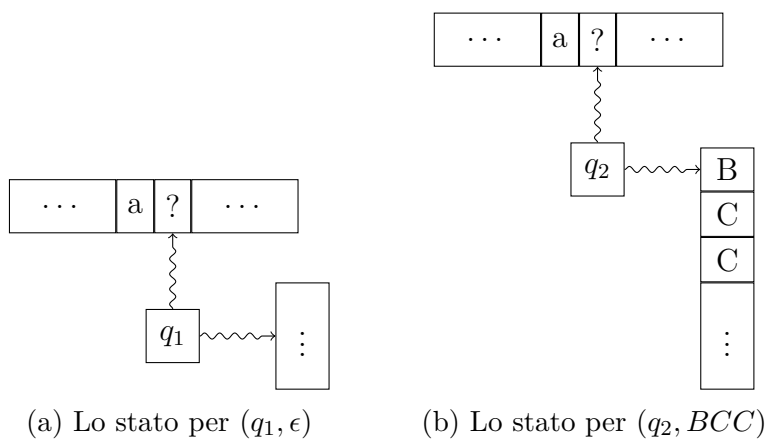 ⋯ a ? ⋯
q₂
B
C
C
⋮
⋯ a ? ⋯
q₁
⋮
(a) Lo stato per (q₁, ϵ)
(b) Lo stato per (q₂, BCC)